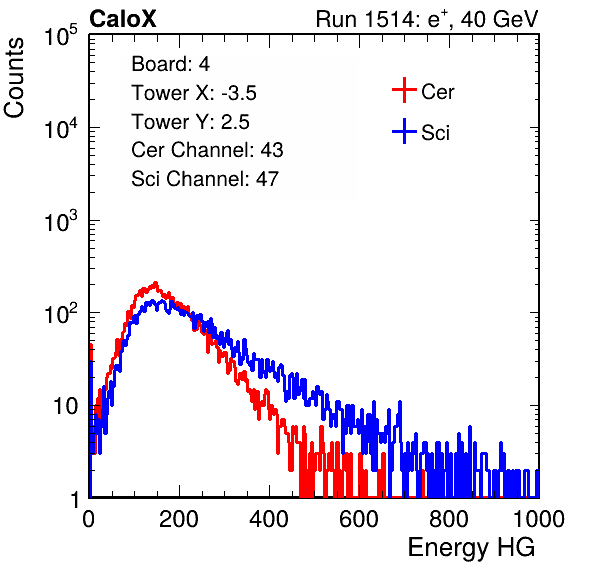 CaloX Run 1514: e⁺, 40 GeV
Counts
Board: 4
Tower X: -3.5
Tower Y: 2.5
Cer Channel: 43
Sci Channel: 47
Cer
Sci
10⁵
10⁴
10³
10²
10
1
0 200 400 600 800 1000
Energy HG